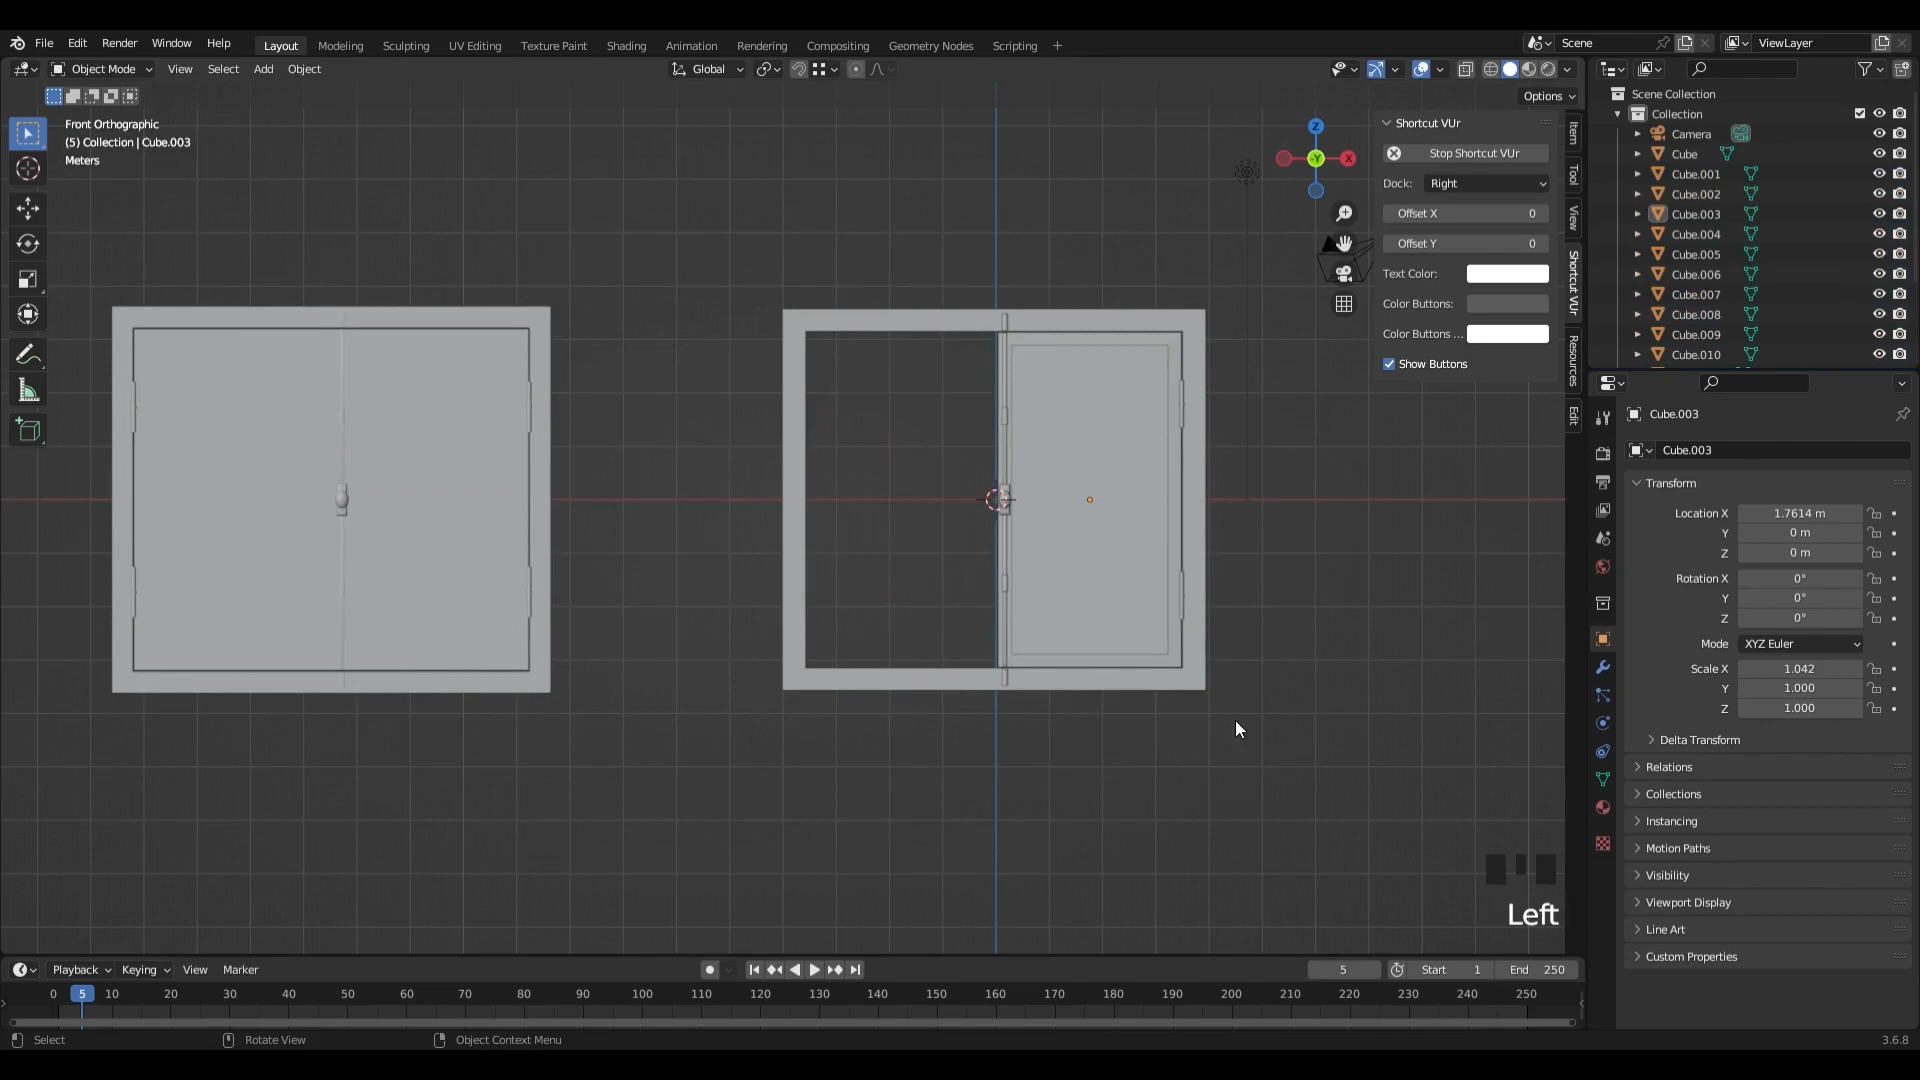 File Edit Render Window Help Layout Modeling Sculpting UV Editing Texture Paint Shading Animation Rendering Compositing Geometry Nodes Scripting + Scene ViewLayer
Object Mode View Select Add Object Global
Options
Front Orthographic
(5) Collection | Cube.003
Meters
Z
X
-Y
Shortcut VUr
Stop Shortcut VUr
Dock: Right
Offset X 0
Offset Y 0
Text Color:
Color Buttons:
Color Buttons ...
Show Buttons
Item
Tool
View
Shortcut VUr
Resources
Edit
Scene Collection
Collection
Camera
Cube
Cube.001
Cube.002
Cube.003
Cube.004
Cube.005
Cube.006
Cube.007
Cube.008
Cube.009
Cube.010
Cube.003
Cube.003
Transform
Location X 1.7614 m
Y 0 m
Z 0 m
Rotation X 0°
Y 0°
Z 0°
Mode XYZ Euler
Scale X 1.042
Y 1.000
Z 1.000
Delta Transform
Relations
Collections
Instancing
Motion Paths
Visibility
Viewport Display
Line Art
Custom Properties
Left
Playback Keying View Marker 5 Start 1 End 250
0 5 10 20 30 40 50 60 70 80 90 100 110 120 130 140 150 160 170 180 190 200 210 220 230 240 250
Select Rotate View Object Context Menu 3.6.8